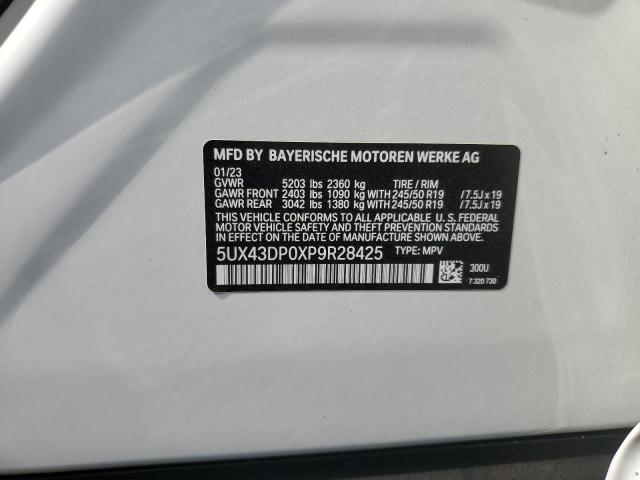 MFD BY BAYERISCHE MOTOREN WERKE AG
01/23
GVWR 5203 lbs 2360 kg TIRE / RIM
GAWR FRONT 2403 lbs 1090 kg WITH 245/50 R19 / 7.5J x 19
GAWR REAR 3042 lbs 1380 kg WITH 245/50 R19 / 7.5J x 19
THIS VEHICLE CONFORMS TO ALL APPLICABLE U. S. FEDERAL
MOTOR VEHICLE SAFETY, BUMPER, AND THEFT PREVENTION
STANDARDS IN EFFECT ON THE DATE OF MANUFACTURE SHOWN ABOVE.
5UX43DP0XP9R28425 TYPE: MPV
300U
7 320 730